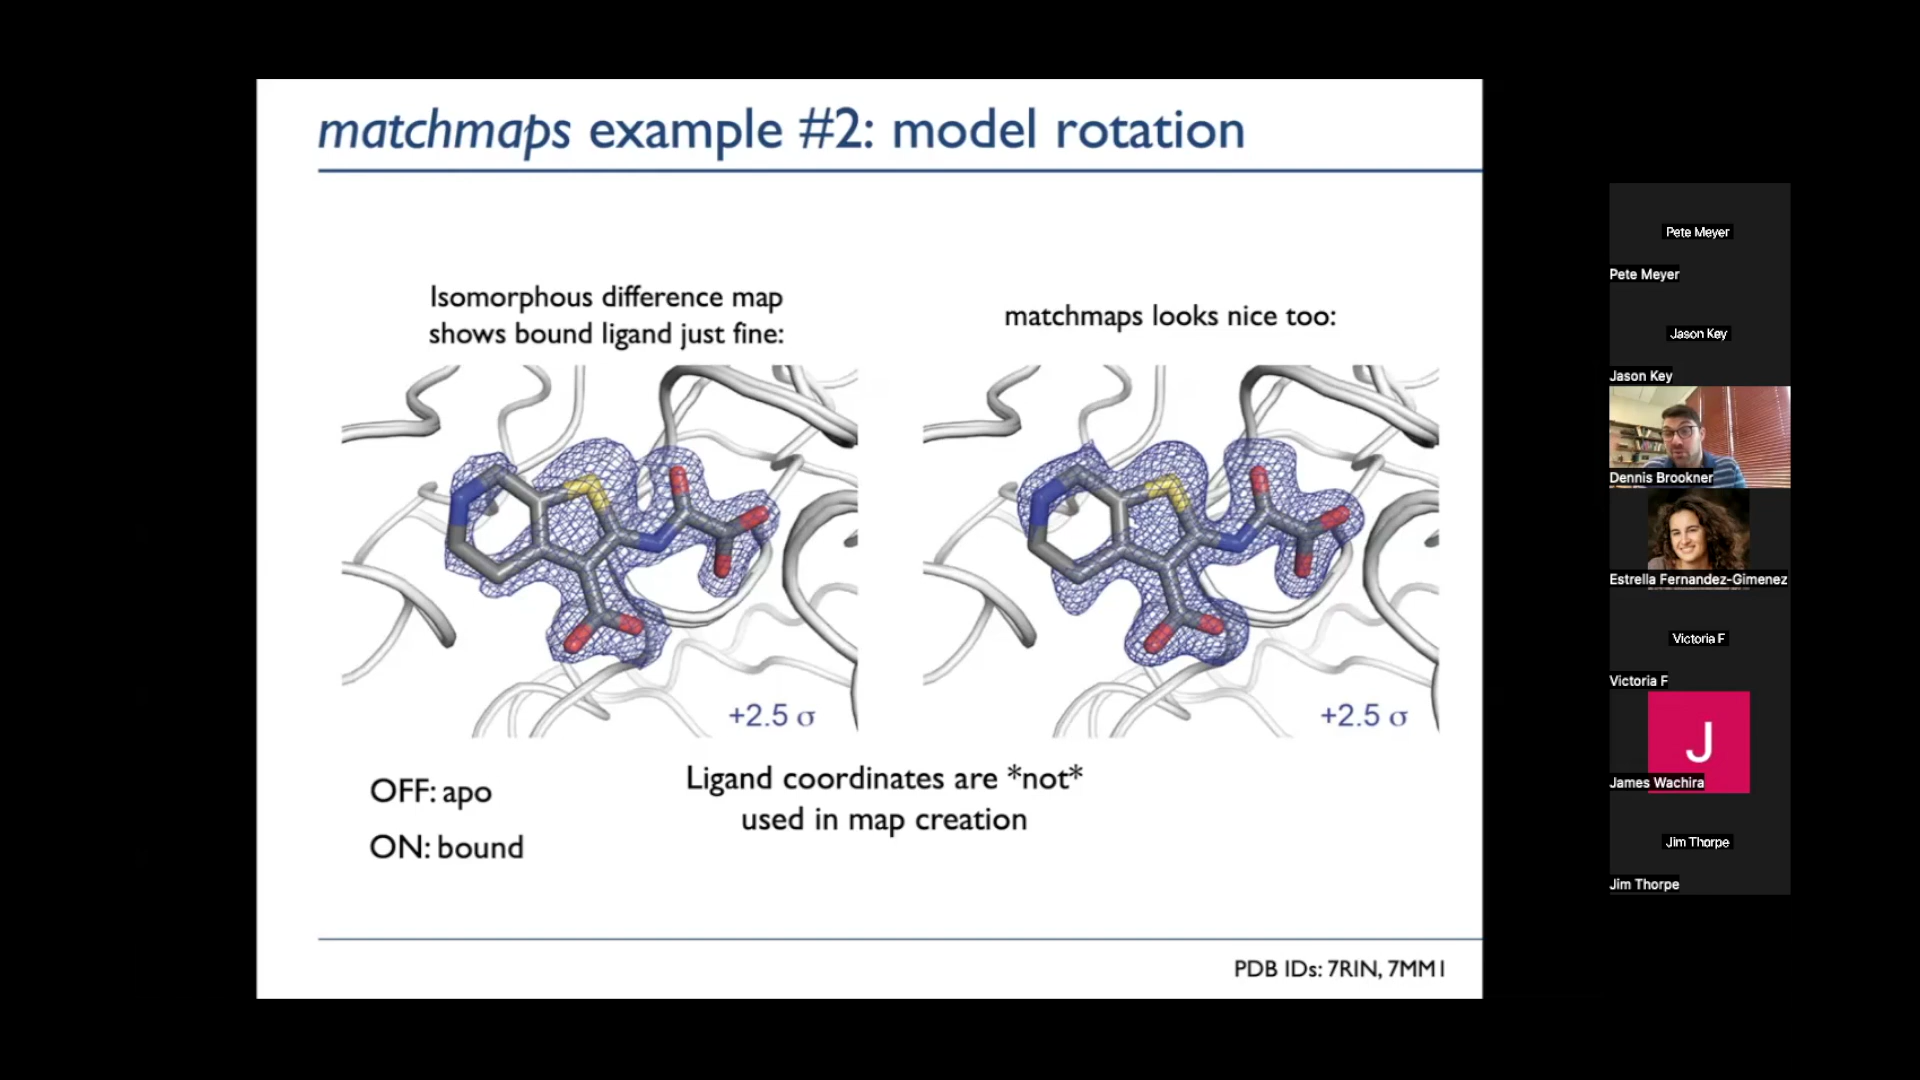 matchmaps example #2: model rotation
Isomorphous difference map
shows bound ligand just fine:
matchmaps looks nice too:
+2.5 σ
+2.5 σ
OFF: apo
ON: bound
Ligand coordinates are *not*
used in map creation
PDB IDs: 7RIN, 7MM1
Pete Meyer
Pete Meyer
Jason Key
Jason Key
Dennis Brookner
Estrella Fernandez-Gimenez
Victoria F
Victoria F
J
James Wachira
Jim Thorpe
Jim Thorpe